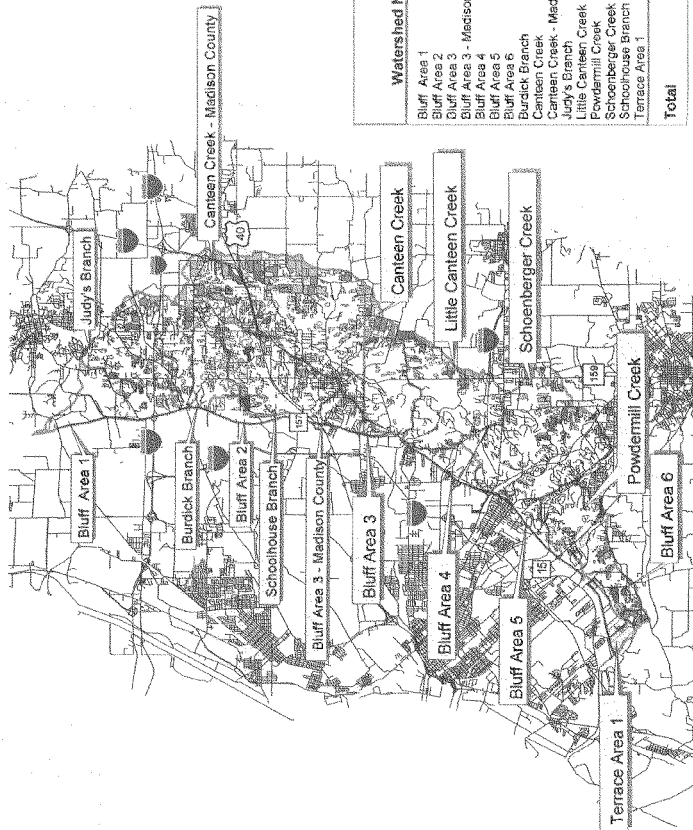 Judy's Branch
Canteen Creek - Madison County
40
Bluff Area 1
Burdick Branch
Bluff Area 2
Schoolhouse Branch
157
Bluff Area 3 - Madison County
Bluff Area 3
Canteen Creek
Little Canteen Creek
Schoenberger Creek
159
Bluff Area 4
Bluff Area 5
Powdermill Creek
Bluff Area 6
Terrace Area 1
Watershed
Bluff Area 1
Bluff Area 2
Bluff Area 3
Bluff Area 3 - Madison
Bluff Area 4
Bluff Area 5
Bluff Area 6
Burdick Branch
Canteen Creek
Canteen Creek - Mad
Judy's Branch
Little Canteen Creek
Powdermill Creek
Schoenberger Creek
Schoolhouse Branch
Terrace Area 1
Total